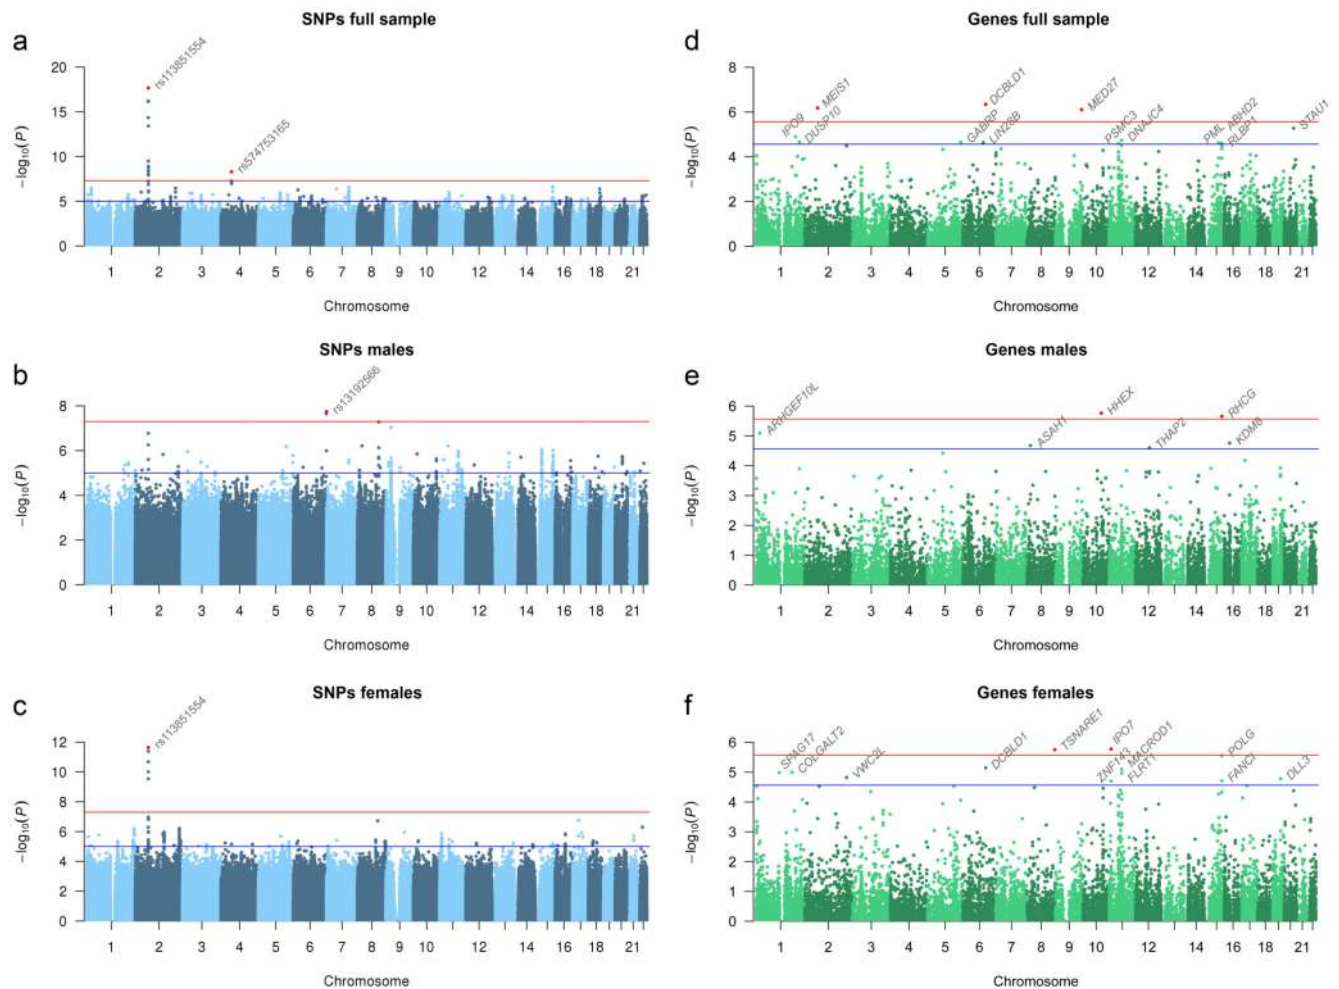 a
SNPs full sample
rs113851554
rs574753165
20
15
10
5
0
−log10(P)
1 2 3 4 5 6 7 8 9 10 12 14 16 18 21
Chromosome
d
Genes full sample
IPO9
DUSP10
MEIS1
GABRP
DCBLD1
LIN28B
MED27
PSMC3
DNAJC4
PML
ABHD2
RLBP1
STAU1
8
6
4
2
0
−log10(P)
1 2 3 4 5 6 7 8 9 10 12 14 16 18 21
Chromosome
b
SNPs males
rs13192566
8
6
4
2
0
−log10(P)
1 2 3 4 5 6 7 8 9 10 12 14 16 18 21
Chromosome
e
Genes males
ARHGEF10L
ASAH1
HHEX
THAP2
RHCG
KDM8
6
5
4
3
2
1
0
−log10(P)
1 2 3 4 5 6 7 8 9 10 12 14 16 18 21
Chromosome
c
SNPs females
rs113851554
12
10
8
6
4
2
0
−log10(P)
1 2 3 4 5 6 7 8 9 10 12 14 16 18 21
Chromosome
f
Genes females
SPAG17
COLGALT2
VWC2L
DCBLD1
TSNARE1
IPO7
ZNF143
MACROD1
FLRT1
POLG
FANCI
DLL3
6
5
4
3
2
1
0
−log10(P)
1 2 3 4 5 6 7 8 9 10 12 14 16 18 21
Chromosome